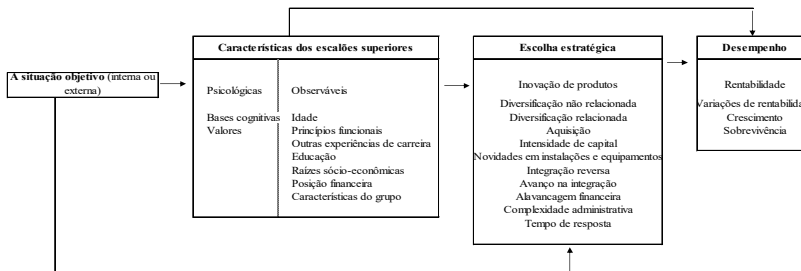 Características dos escalões superiores
Escolha estratégica
Desempenho
A situação objetivo (interna ou
externa)
Psicológicas
Observáveis
Bases cognitivas
Valores
Idade
Princípios funcionais
Outras experiências de carreira
Educação
Raízes sócio-econômicas
Posição financeira
Características do grupo
Inovação de produtos
Diversificação não relacionada
Diversificação relacionada
Aquisição
Intensidade de capital
Novidades em instalações e equipamentos
Integração reversa
Avanço na integração
Alavancagem financeira
Complexidade administrativa
Tempo de resposta
Rentabilidade
Variações de rentabilida
Crescimento
Sobrevivência